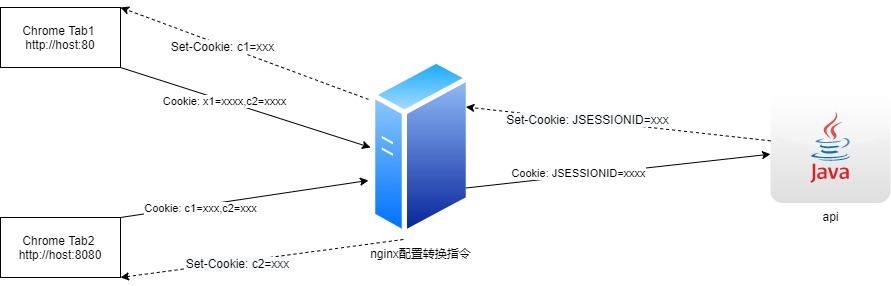 Chrome Tab1
http://host:80
Set-Cookie: c1=xxx
Cookie: x1=xxxx,c2=xxxx
Set-Cookie: JSESSIONID=xxx
Cookie: JSESSIONID=xxxx
Java
api
Cookie: c1=xxx,c2=xxx
Chrome Tab2
http://host:8080
Set-Cookie: c2=xxx
nginx配置转换指令